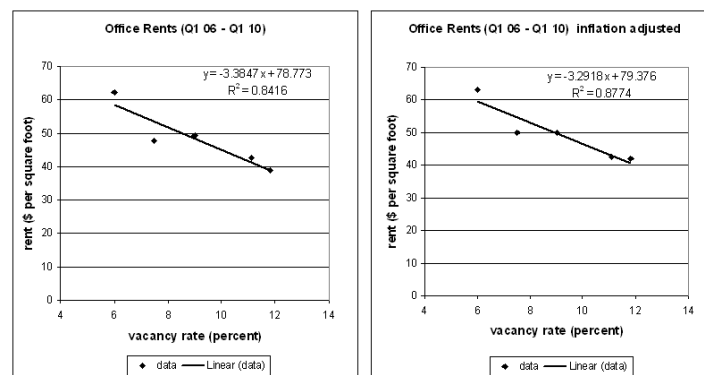 Office Rents (Q1 06 - Q1 10)
y= -3.3847x + 78.773
R² = 0.8416
rent ($ per square foot)
70
60
50
40
30
20
10
0
4 6 8 10 12 14
vacancy rate (percent)
data Linear (data)
Office Rents (Q1 06 - Q1 10) inflation adjusted
y= -3.2918x + 79.376
R² = 0.8774
rent ($ per square foot)
70
60
50
40
30
20
10
0
4 6 8 10 12 14
vacancy rate (percent)
data Linear (data)